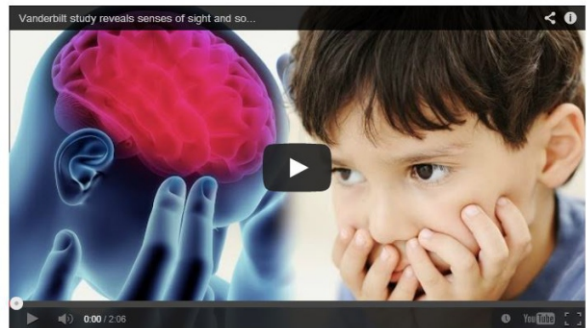 Vanderbilt study reveals senses of sight and so...
0:00 / 2:06
YouTube